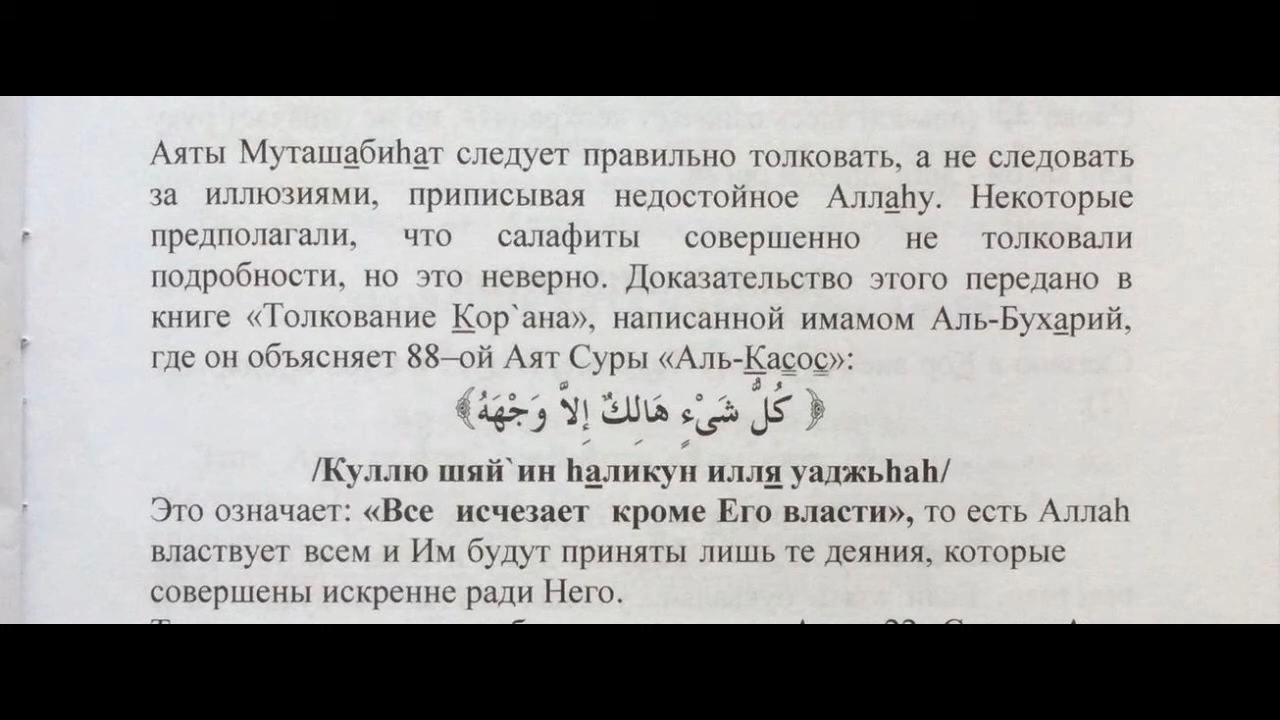 Аяты Муташабиhат следует правильно толковать, а не следовать
за иллюзиями, приписывая недостойное Аллаhу. Некоторые
предполагали, что салафиты совершенно не толковали
подробности, но это неверно. Доказательство этого передано в
книге «Толкование Кор`ана», написанной имамом Аль-Бухарий,
где он объясняет 88–ой Аят Суры «Аль-Касос»:
﴿ كُلُّ شَىْءٍ هَالِكٌ إِلاَّ وَجْهَهُ ﴾
/Куллю шяй`ин hаликун илля уаджьhаh/
Это означает: «Все исчезает кроме Его власти», то есть Аллаh
властвует всем и Им будут приняты лишь те деяния, которые
совершены искренне ради Него.